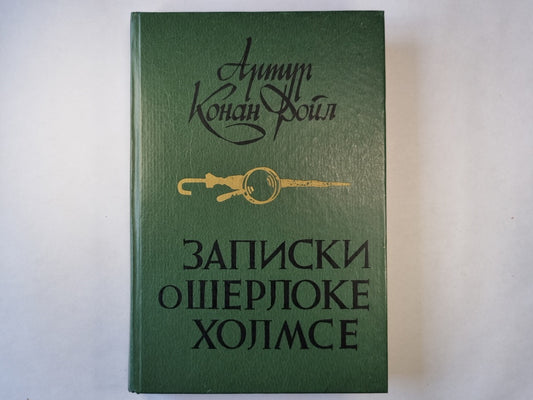 Артур
Конан Дойл
ЗАПИСКИ
О ШЕРЛОКЕ
ХОЛМСЕ